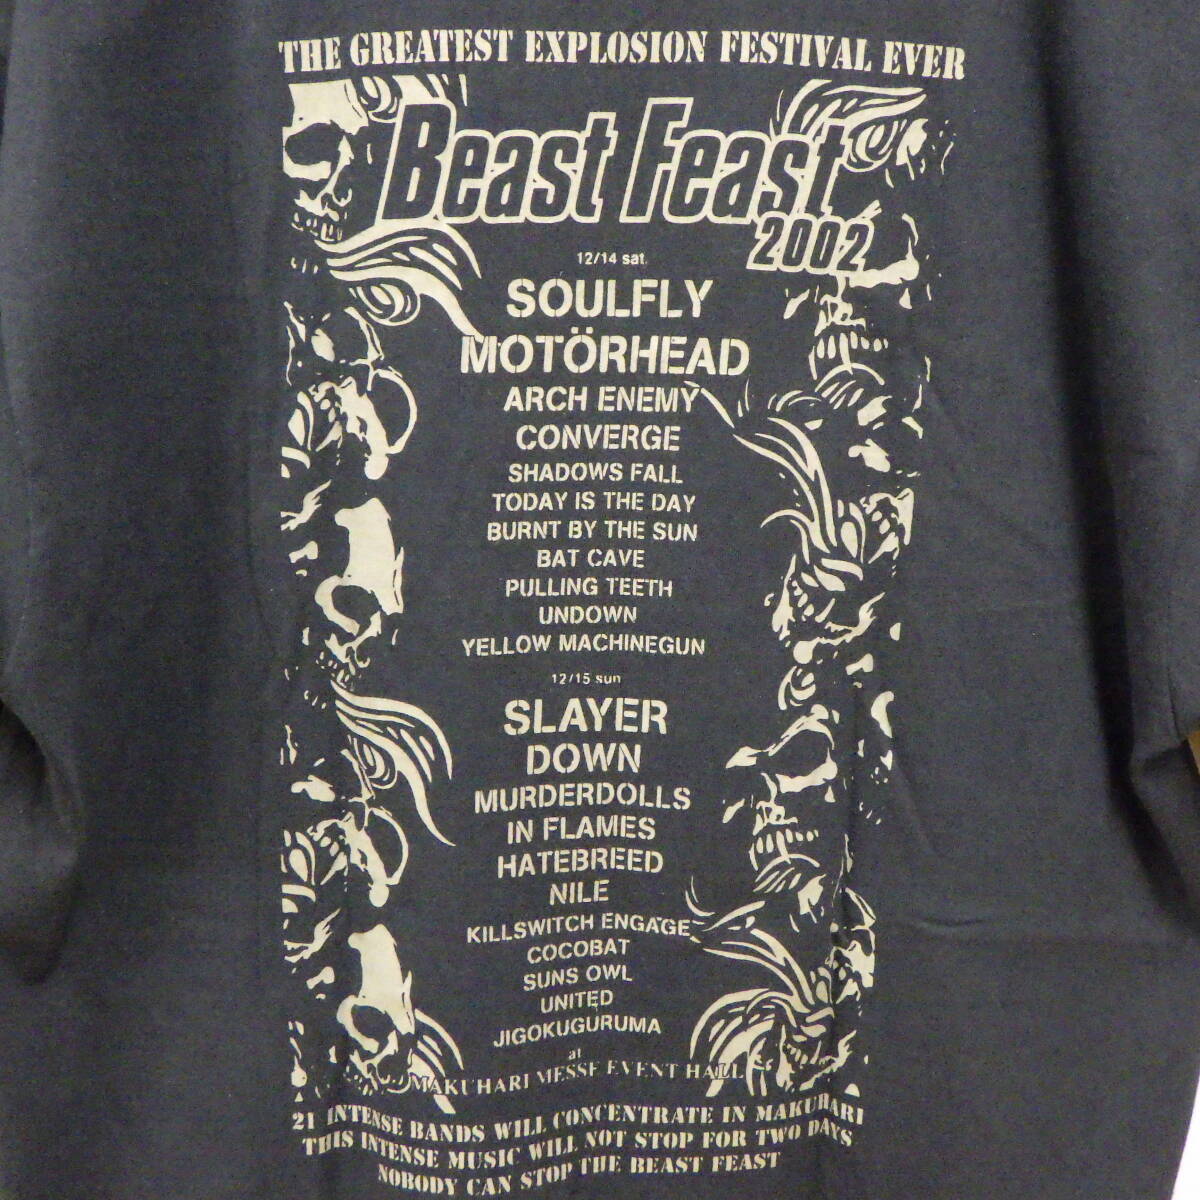 THE GREATEST EXPLOSION FESTIVAL EVER
Beast Feast
2002
12/14 sat.
SOULFLY
MOTÖRHEAD
ARCH ENEMY
CONVERGE
SHADOWS FALL
TODAY IS THE DAY
BURNT BY THE SUN
BAT CAVE
PULLING TEETH
UNDOWN
YELLOW MACHINEGUN
12/15 sun
SLAYER
DOWN
MURDERDOLLS
IN FLAMES
HATEBREED
NILE
KILLSWITCH ENGAGE
COCOBAT
SUNS OWL
UNITED
JIGOKUGURUMA
at
MAKUHARI MESSE EVENT HALL
21 INTENSE BANDS WILL CONCENTRATE IN MAKUHARI
THIS INTENSE MUSIC WILL NOT STOP FOR TWO DAYS
NOBODY CAN STOP THE BEAST FEAST